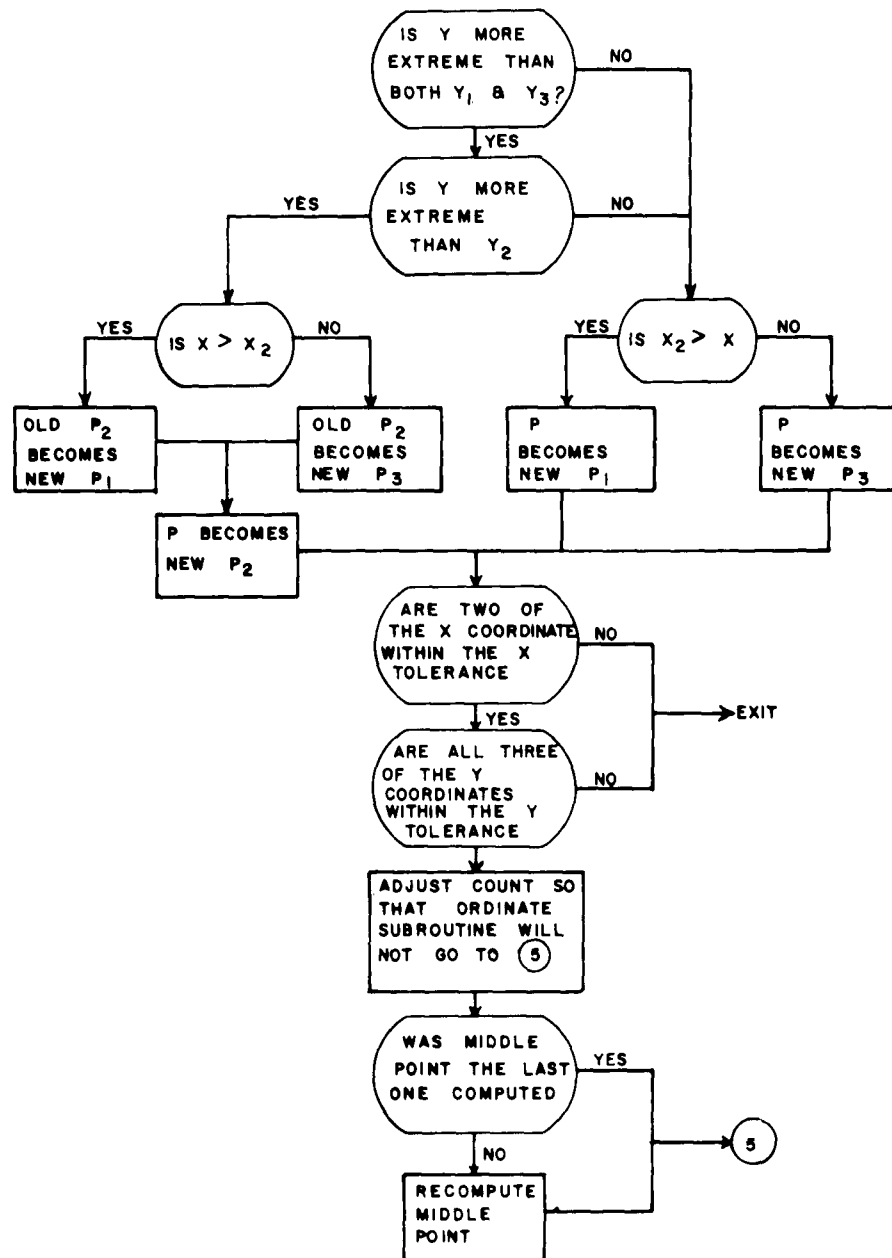 IS Y MORE
EXTREME THAN
BOTH Y₁ & Y₃?
NO
YES
IS Y MORE
EXTREME
THAN Y₂
YES
NO
IS X > X₂
YES
NO
IS X₂ > X
YES
NO
OLD P₂
BECOMES
NEW P₁
OLD P₂
BECOMES
NEW P₃
P
BECOMES
NEW P₁
P
BECOMES
NEW P₃
P BECOMES
NEW P₂
ARE TWO OF
THE X COORDINATE
WITHIN THE X
TOLERANCE
NO
YES
EXIT
ARE ALL THREE
OF THE Y
COORDINATES
WITHIN THE Y
TOLERANCE
NO
ADJUST COUNT SO
THAT ORDINATE
SUBROUTINE WILL
NOT GO TO 5
WAS MIDDLE
POINT THE LAST
ONE COMPUTED
YES
5
NO
RECOMPUTE
MIDDLE
POINT